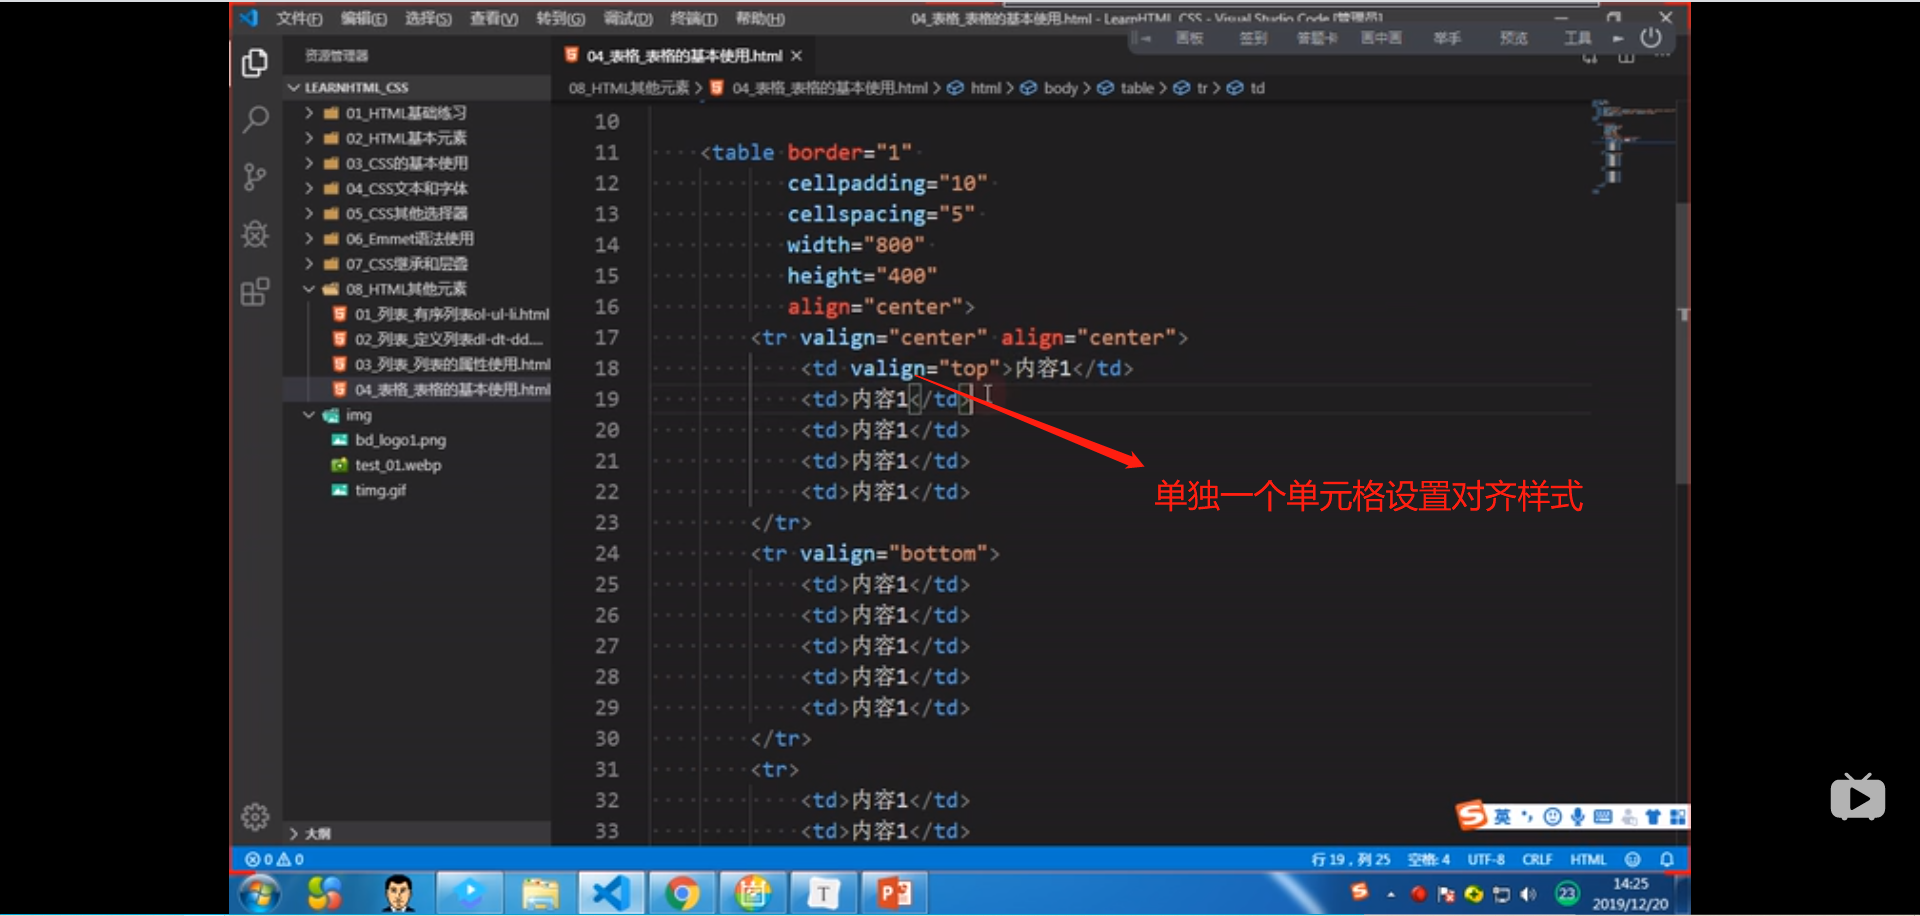 文件(F) 编辑(E) 选择(S) 查看(V) 转到(G) 调试(D) 终端(T) 帮助(H) 04_表格_表格的基本使用.html - LearnHTML_CSS - Visual Studio Code [管理员]
画板 签到 答题卡 画中画 举手 预览 工具
资源管理器
04_表格_表格的基本使用.html
LEARNHTML_CSS
08_HTML其他元素 > 04_表格_表格的基本使用.html > html > body > table > tr > td
01_HTML基础练习
02_HTML基本元素
03_CSS的基本使用
04_CSS文本和字体
05_CSS其他选择器
06_Emmet语法使用
07_CSS继承和层叠
08_HTML其他元素
01_列表_有序列表ol-ul-li.html
02_列表_定义列表dl-dt-dd....
03_列表_列表的属性使用.html
04_表格_表格的基本使用.html
img
bd_logo1.png
test_01.webp
timg.gif
大纲
10
11 <table border="1"
12 cellpadding="10"
13 cellspacing="5"
14 width="800"
15 height="400"
16 align="center">
17 <tr valign="center" align="center">
18 <td valign="top">内容1</td>
19 <td>内容1</td>
20 <td>内容1</td>
21 <td>内容1</td>
22 <td>内容1</td>
23 </tr>
24 <tr valign="bottom">
25 <td>内容1</td>
26 <td>内容1</td>
27 <td>内容1</td>
28 <td>内容1</td>
29 <td>内容1</td>
30 </tr>
31 <tr>
32 <td>内容1</td>
33 <td>内容1</td>
单独一个单元格设置对齐样式
英
0 0 行 19，列 25 空格: 4 UTF-8 CRLF HTML
23
14:25
2019/12/20